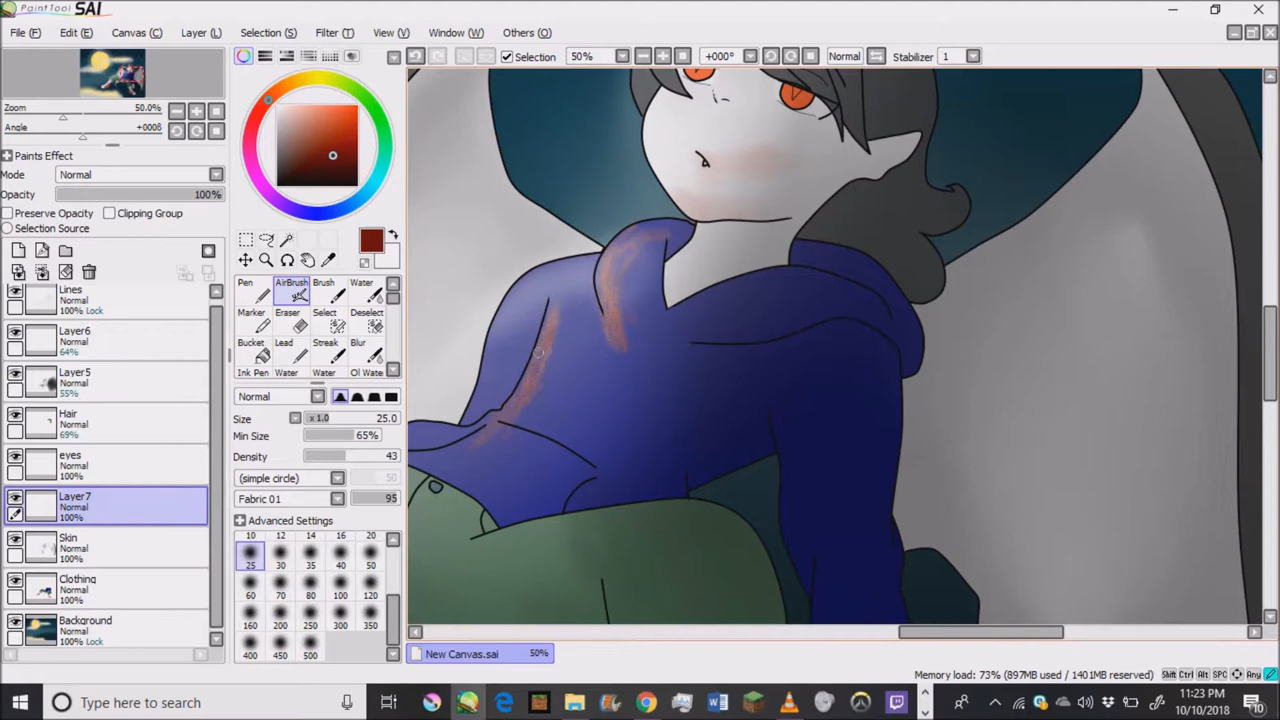 PaintTool SAI
File (F) Edit (E) Canvas (C) Layer (L) Selection (S) Filter (T) View (V) Window (W) Others (O)
Selection 50% +000° Normal Stabilizer 1
Zoom 50.0%
Angle +000θ
Paints Effect
Mode Normal
Opacity 100%
Preserve Opacity Clipping Group
Selection Source
Lines
Normal
100% Lock
Layer6
Normal
64%
Layer5
Normal
55%
Hair
Normal
69%
eyes
Normal
100%
Layer7
Normal
100%
Skin
Normal
100%
Clothing
Normal
100%
Background
Normal
100% Lock
Pen AirBrush Brush Water
Marker Eraser Select Deselect
Bucket Lead Streak Blur
Ink Pen Water Water Ol Wate
Normal
Size x 1.0 25.0
Min Size 65%
Density 43
(simple circle) 50
Fabric 01 95
Advanced Settings
10 12 14 16 20
25 30 35 40 50
60 70 80 100 120
160 200 250 300 350
400 450 500
New Canvas.sai 50%
Memory load: 73% (897MB used / 1401MB reserved) Shift Ctrl Alt SPC Any
Type here to search
11:23 PM
10/10/2018
10